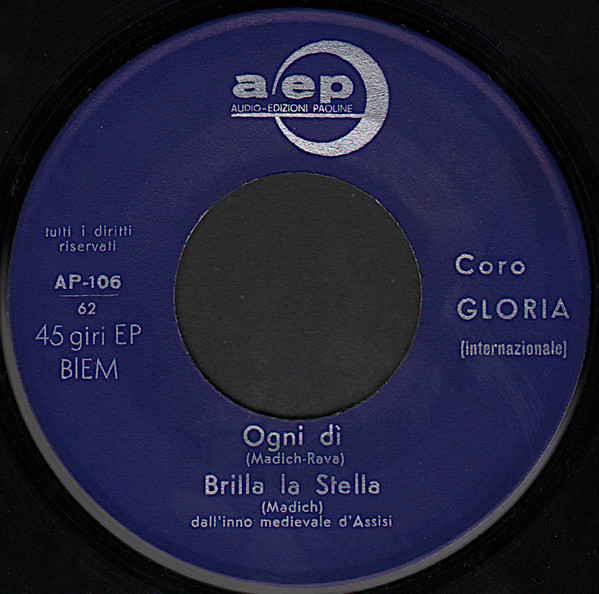 aep
AUDIO-EDIZIONI PAOLINE
tutti i diritti
riservati
AP-106
62
45 giri EP
BIEM
Coro
GLORIA
(internazionale)
Ogni dì
(Madich-Rava)
Brilla la Stella
(Madich)
dall'inno medievale d'Assisi